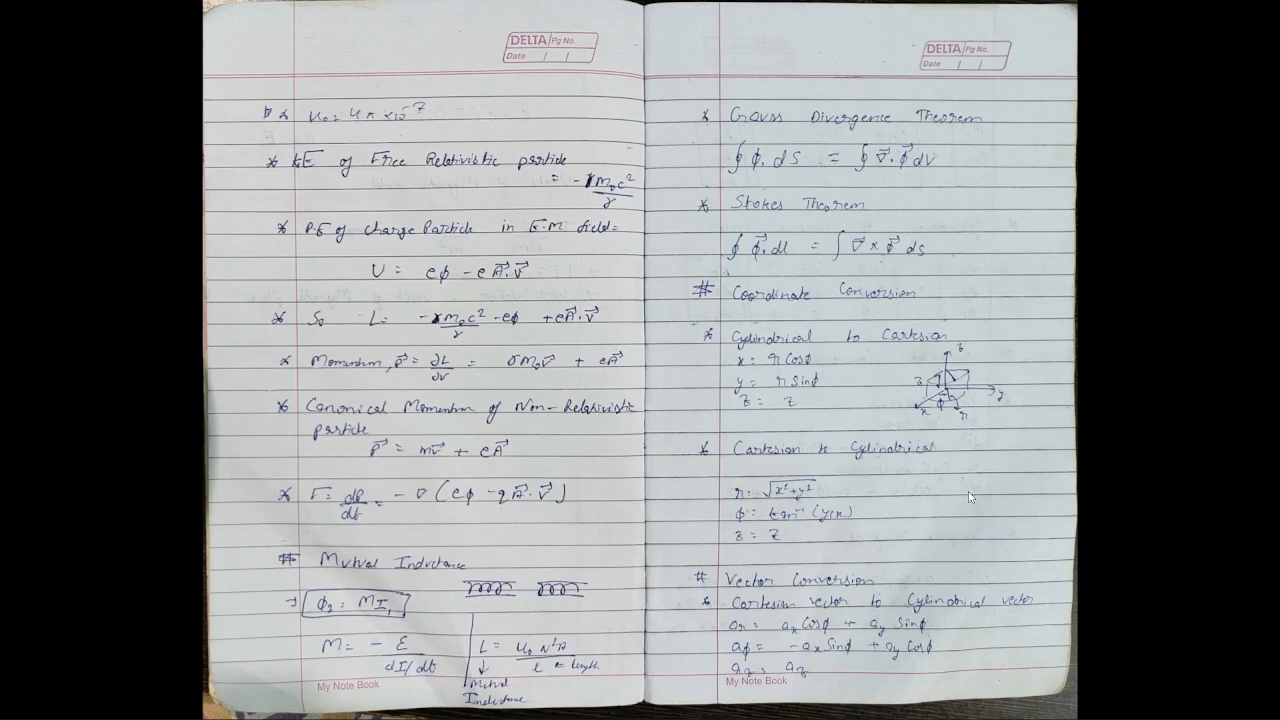 DELTA Pg No.
Date / /
μ₀ = 4π ×10⁻⁷
* KE of Free Relativistic particle
= -m₀c²/γ
* P.E of charge Particle in E.M field =
U = eϕ - eA⃗.v⃗
* So L = -m₀c²/γ - eϕ + eA⃗.v⃗
Momentum, P⃗ = ∂L/∂v = γm₀v⃗ + eA⃗
* Canonical Momentum of Non-Relativistic
particle
P⃗ = mv⃗ + eA⃗
* F = dP/dt = -∇(eϕ - qA⃗.v⃗)
# Mutual Inductance
→ ϕ₂ = MI₁
M = - ε/(dI/dt)
L = μ₀N²A/l ← length
↓
Mutual
Inductance
My Note Book
DELTA Pg No.
Date / /
* Gauss Divergence Theorem
∮ϕ.dS = ∮∇⃗.ϕ⃗ dV
* Stokes Theorem
∮ϕ⃗.dl = ∫∇⃗×ϕ⃗ ds
# Coordinate Conversion
* Cylindrical to Cartesian
x = r Cosϕ
y = r Sinϕ
z = z
z
z
y
x ϕ r
* Cartesian to Cylindrical
r = √x²+y²
ϕ = tan⁻¹(y/x)
z = z
# Vector Conversion
* Cartesian vector to Cylindrical vector
ar = ax Cosϕ + ay Sinϕ
aϕ = -ax Sinϕ + ay Cosϕ
az = az
My Note Book